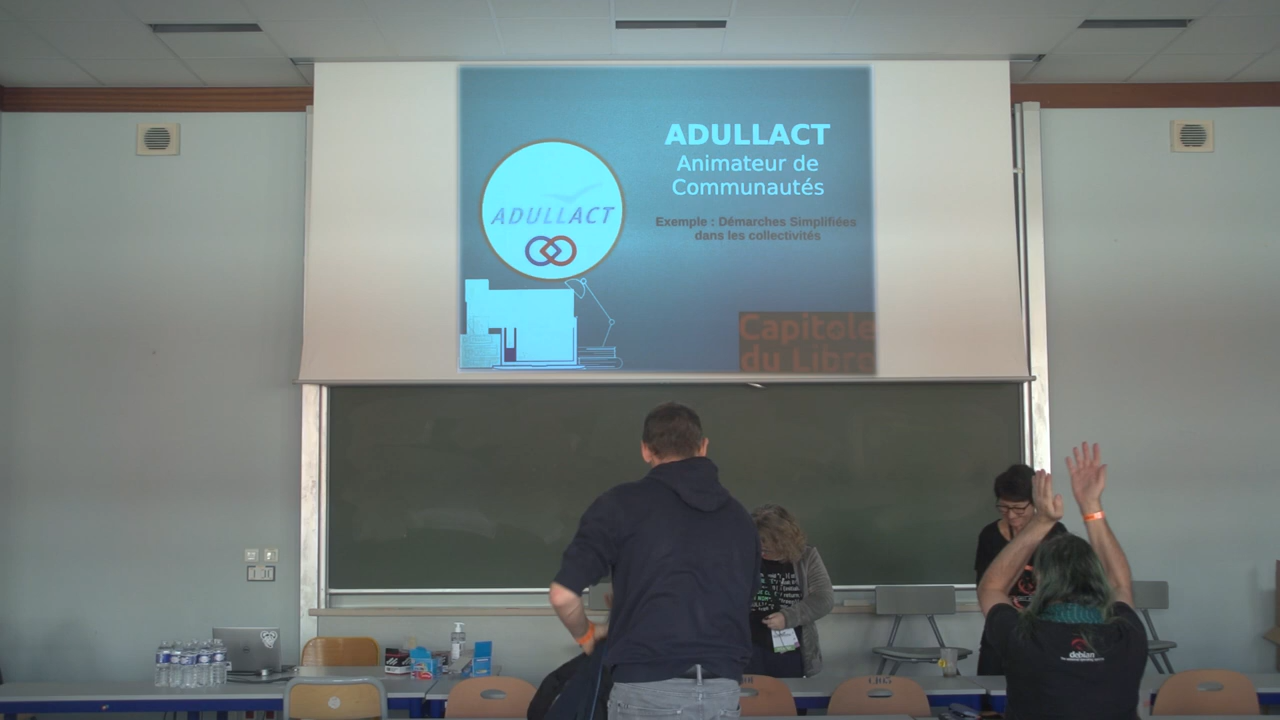 ADULLACT
Animateur de
Communautés
Exemple : Démarches Simplifiées
dans les collectivités
ADULLACT
Capitole
du Libre
debian